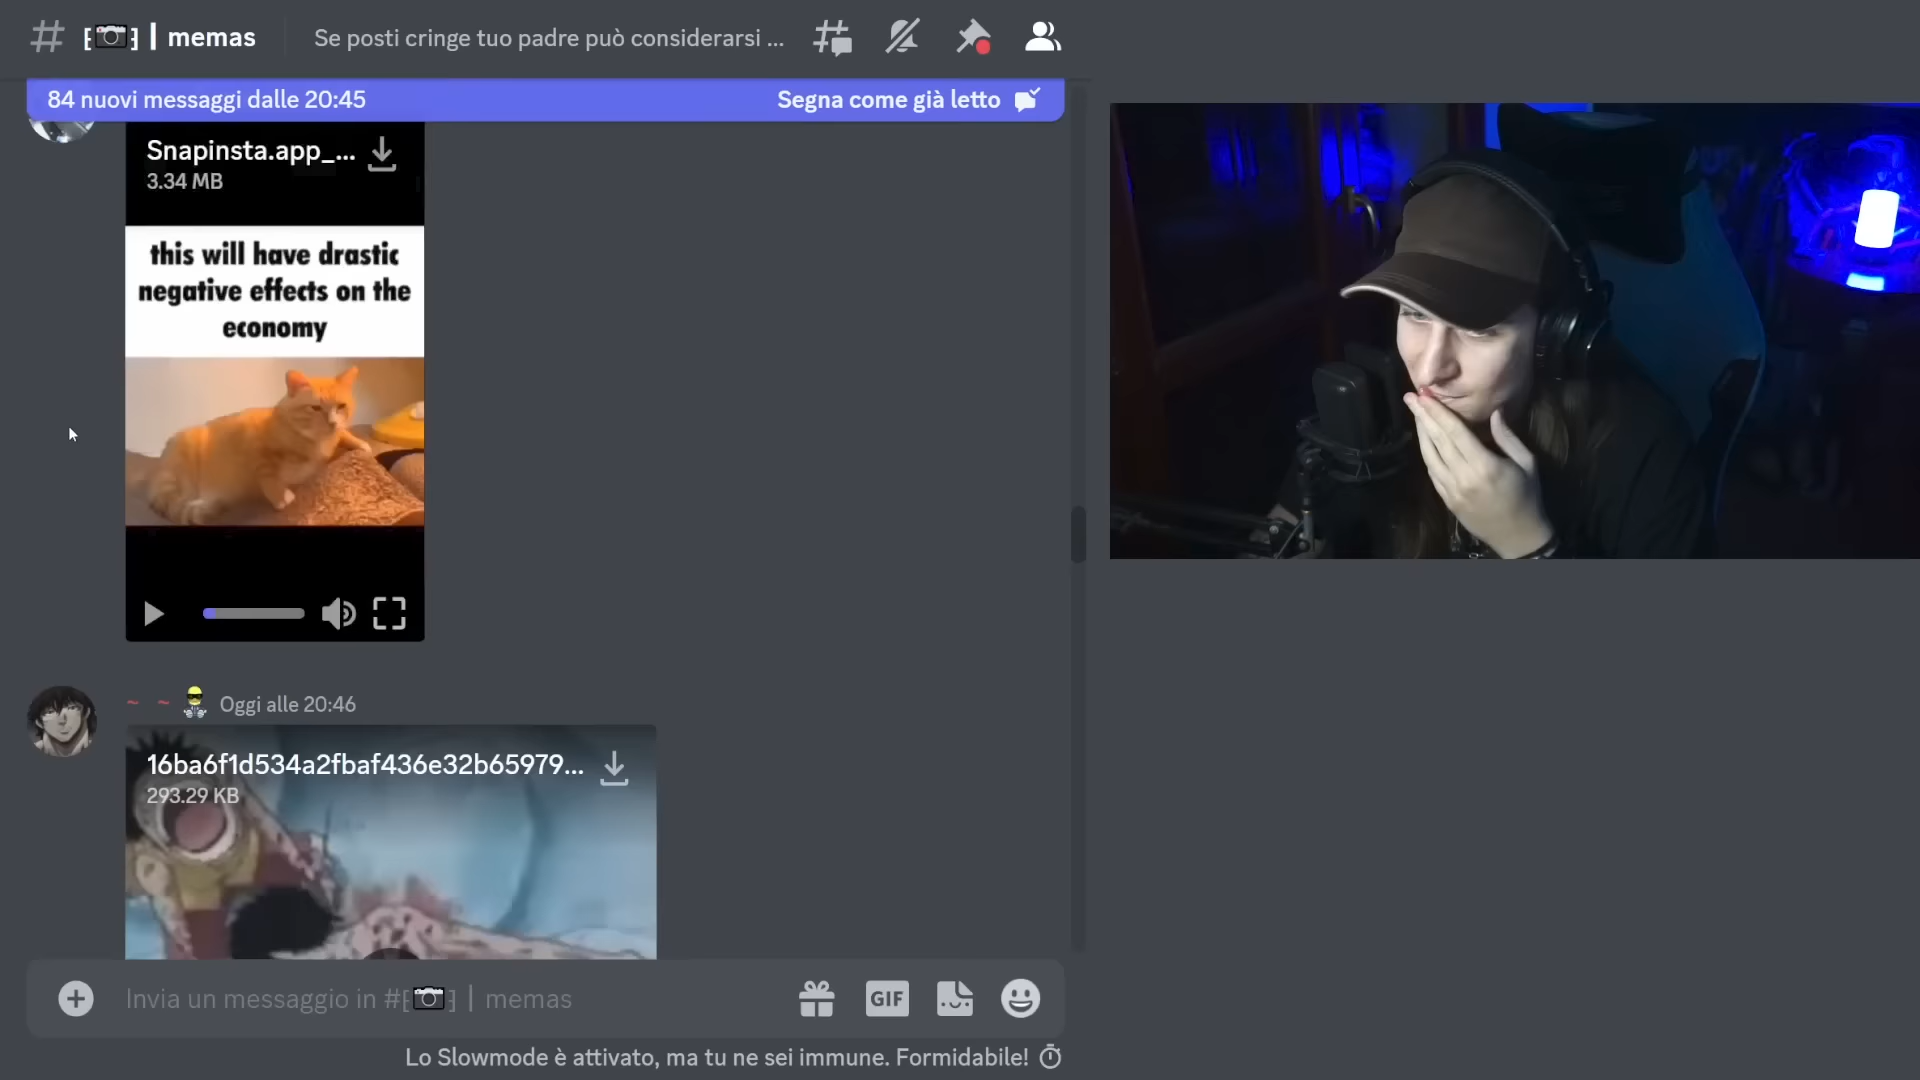 memas
Se posti cringe tuo padre può considerarsi ...
84 nuovi messaggi dalle 20:45
Segna come già letto
Snapinsta.app_...
3.34 MB
this will have drastic
negative effects on the
economy
Oggi alle 20:46
16ba6f1d534a2fbaf436e32b65979...
293.29 KB
Invia un messaggio in #[📷] | memas
GIF
Lo Slowmode è attivato, ma tu ne sei immune. Formidabile!